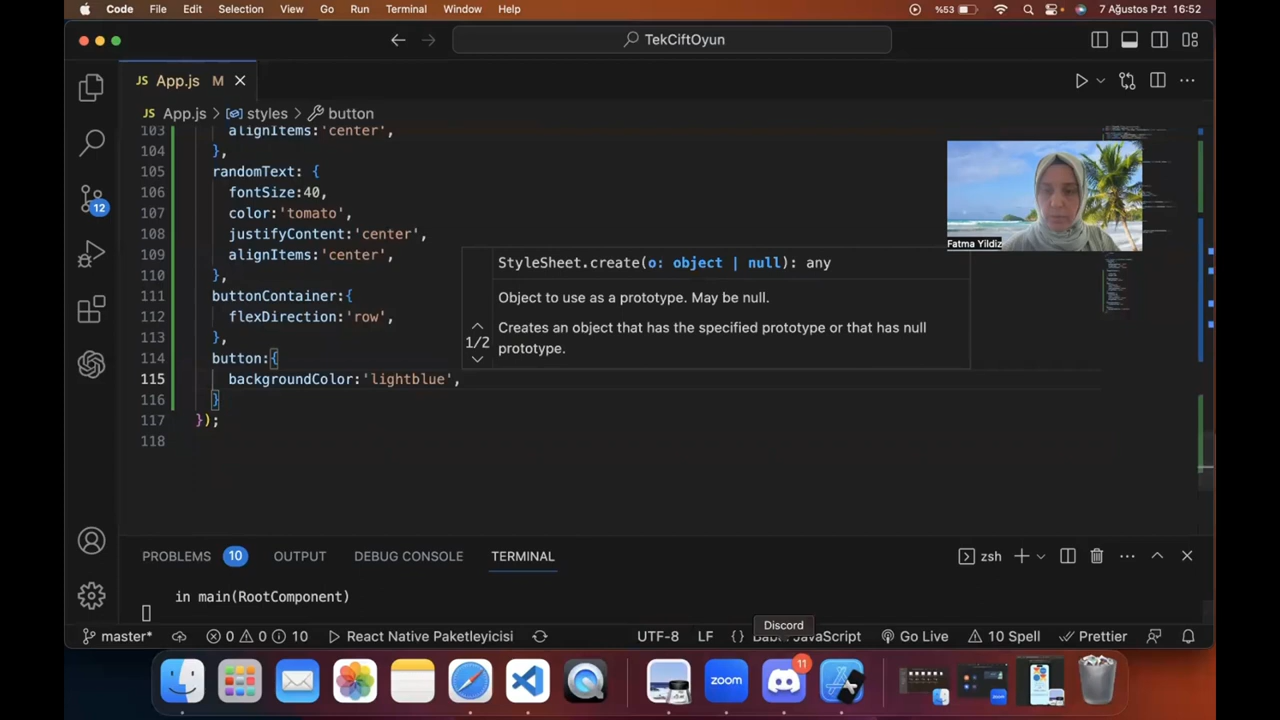 Code File Edit Selection View Go Run Terminal Window Help %53 7 Ağustos Pzt 16:52
TekCiftOyun
JS App.js M
JS App.js > styles > button
103 alignItems:'center',
104 },
105 randomText: {
106 fontSize:40,
107 color:'tomato',
108 justifyContent:'center',
109 alignItems:'center',
110 },
111 buttonContainer:{
112 flexDirection:'row',
113 },
114 button:{
115 backgroundColor:'lightblue',
116 }
117 });
118
StyleSheet.create(o: object | null): any
Object to use as a prototype. May be null.
1/2
Creates an object that has the specified prototype or that has null
prototype.
Fatma Yildiz
12
PROBLEMS 10 OUTPUT DEBUG CONSOLE TERMINAL zsh
in main(RootComponent)
Discord
master* 0 0 10 React Native Paketleyicisi UTF-8 LF {} JavaScript Go Live 10 Spell Prettier
zoom
11